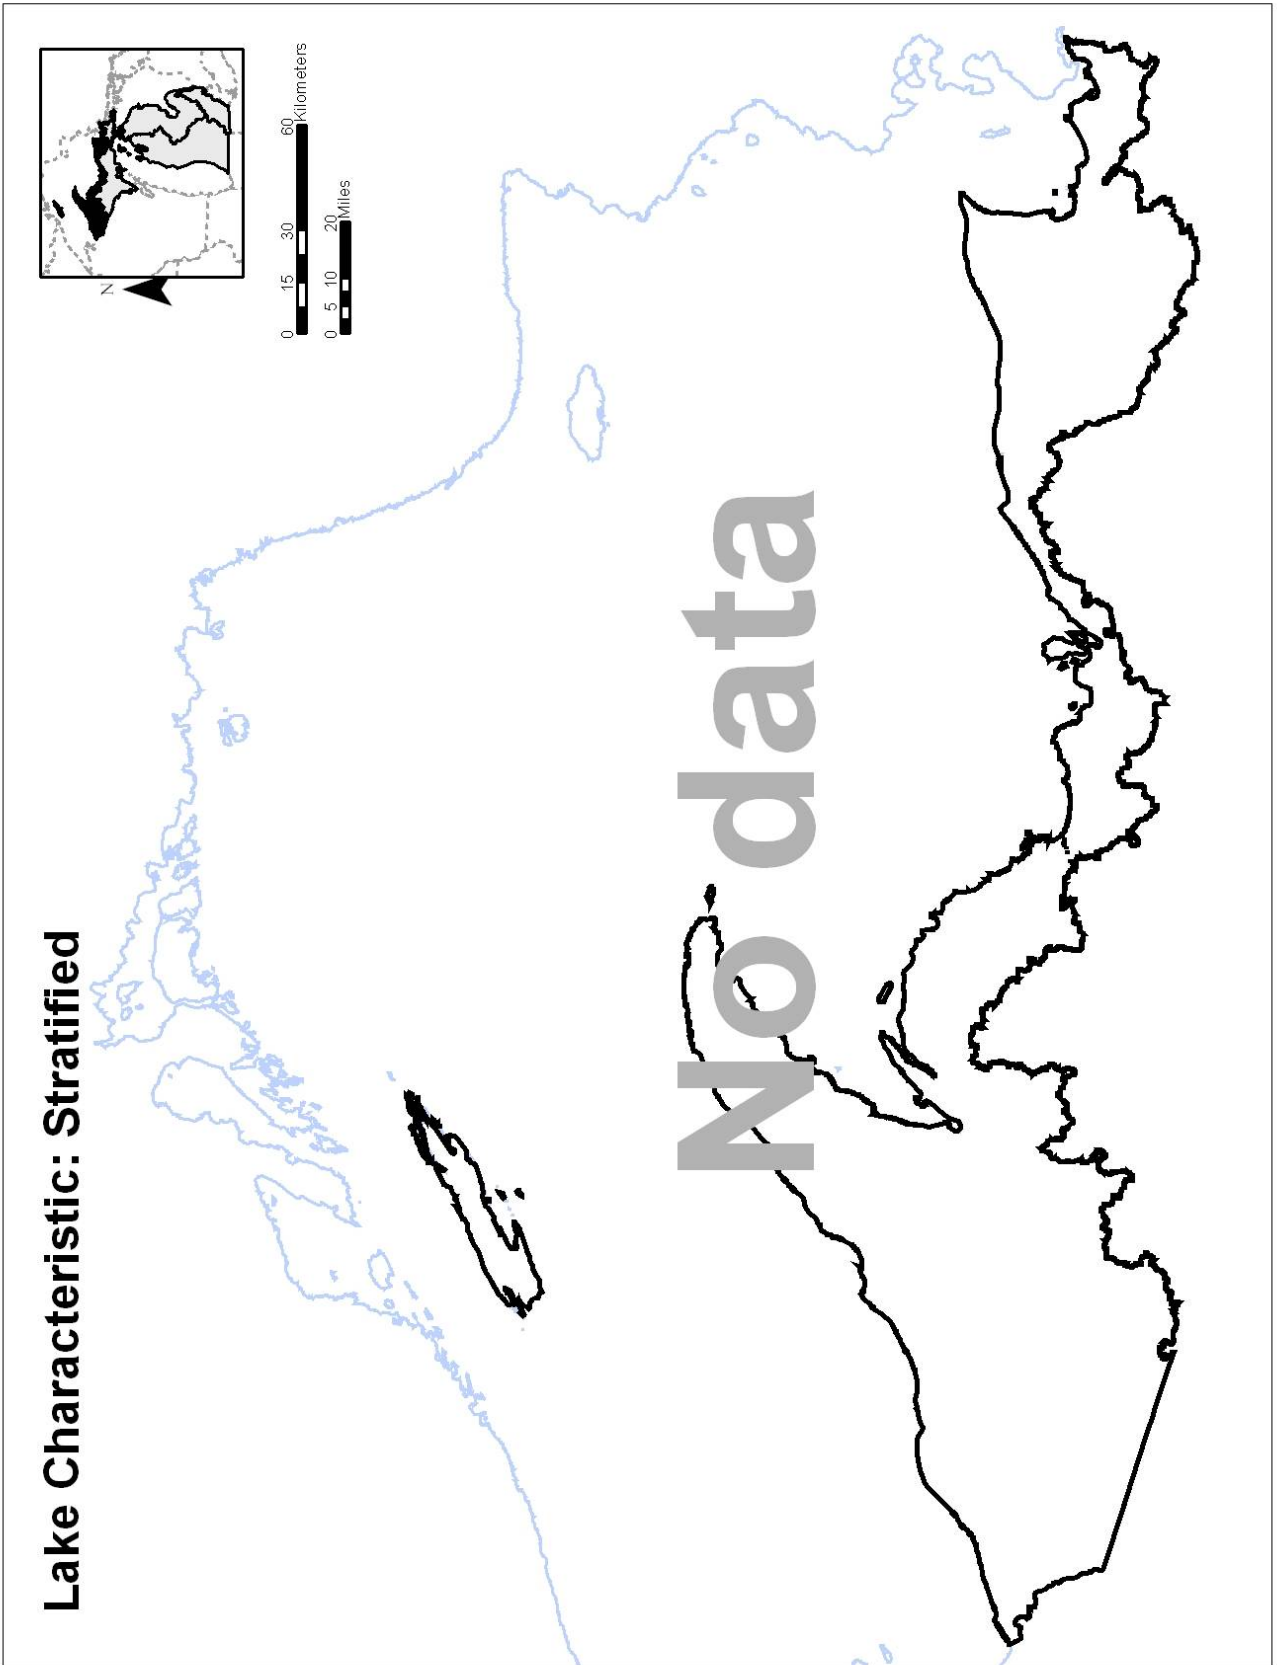 Lake Characteristic: Stratified
N
0 15 30 60
Kilometers
0 5 10 20
Miles
No data